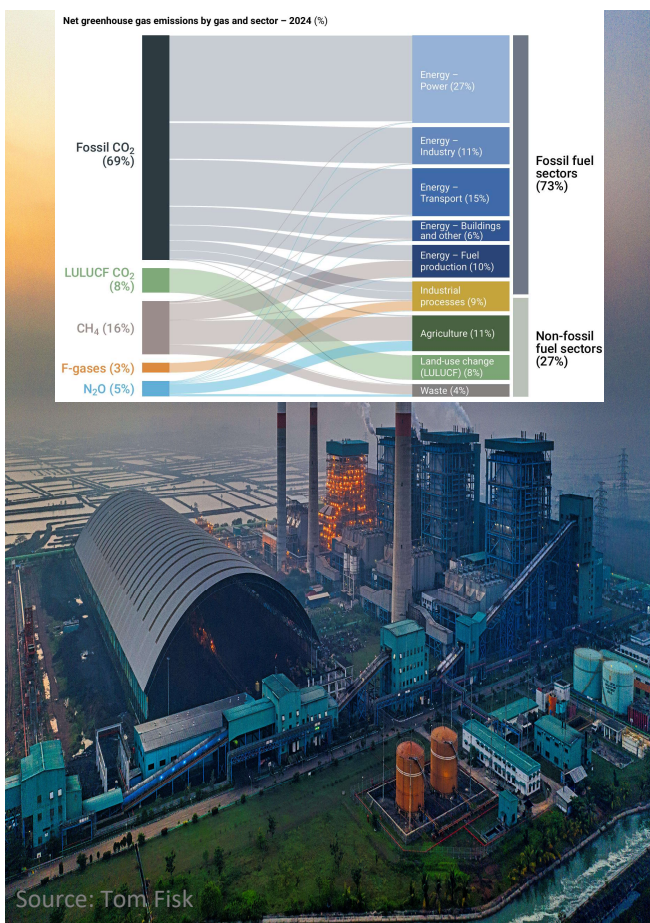 Net greenhouse gas emissions by gas and sector – 2024 (%)
Fossil CO₂
(69%)
LULUCF CO₂
(8%)
CH₄ (16%)
F-gases (3%)
N₂O (5%)
Energy –
Power (27%)
Energy –
Industry (11%)
Energy –
Transport (15%)
Energy – Buildings
and other (6%)
Energy – Fuel
production (10%)
Industrial
processes (9%)
Agriculture (11%)
Land-use change
(LULUCF) (8%)
Waste (4%)
Fossil fuel
sectors
(73%)
Non-fossil
fuel sectors
(27%)
Source: Tom Fisk